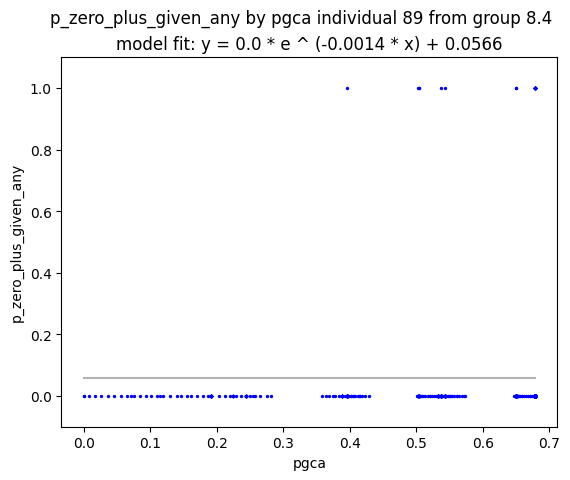 p_zero_plus_given_any by pgca individual 89 from group 8.4
model fit: y = 0.0 * e ^ (-0.0014 * x) + 0.0566
1.0
0.8
0.6
0.4
0.2
0.0
p_zero_plus_given_any
0.0 0.1 0.2 0.3 0.4 0.5 0.6 0.7
pgca